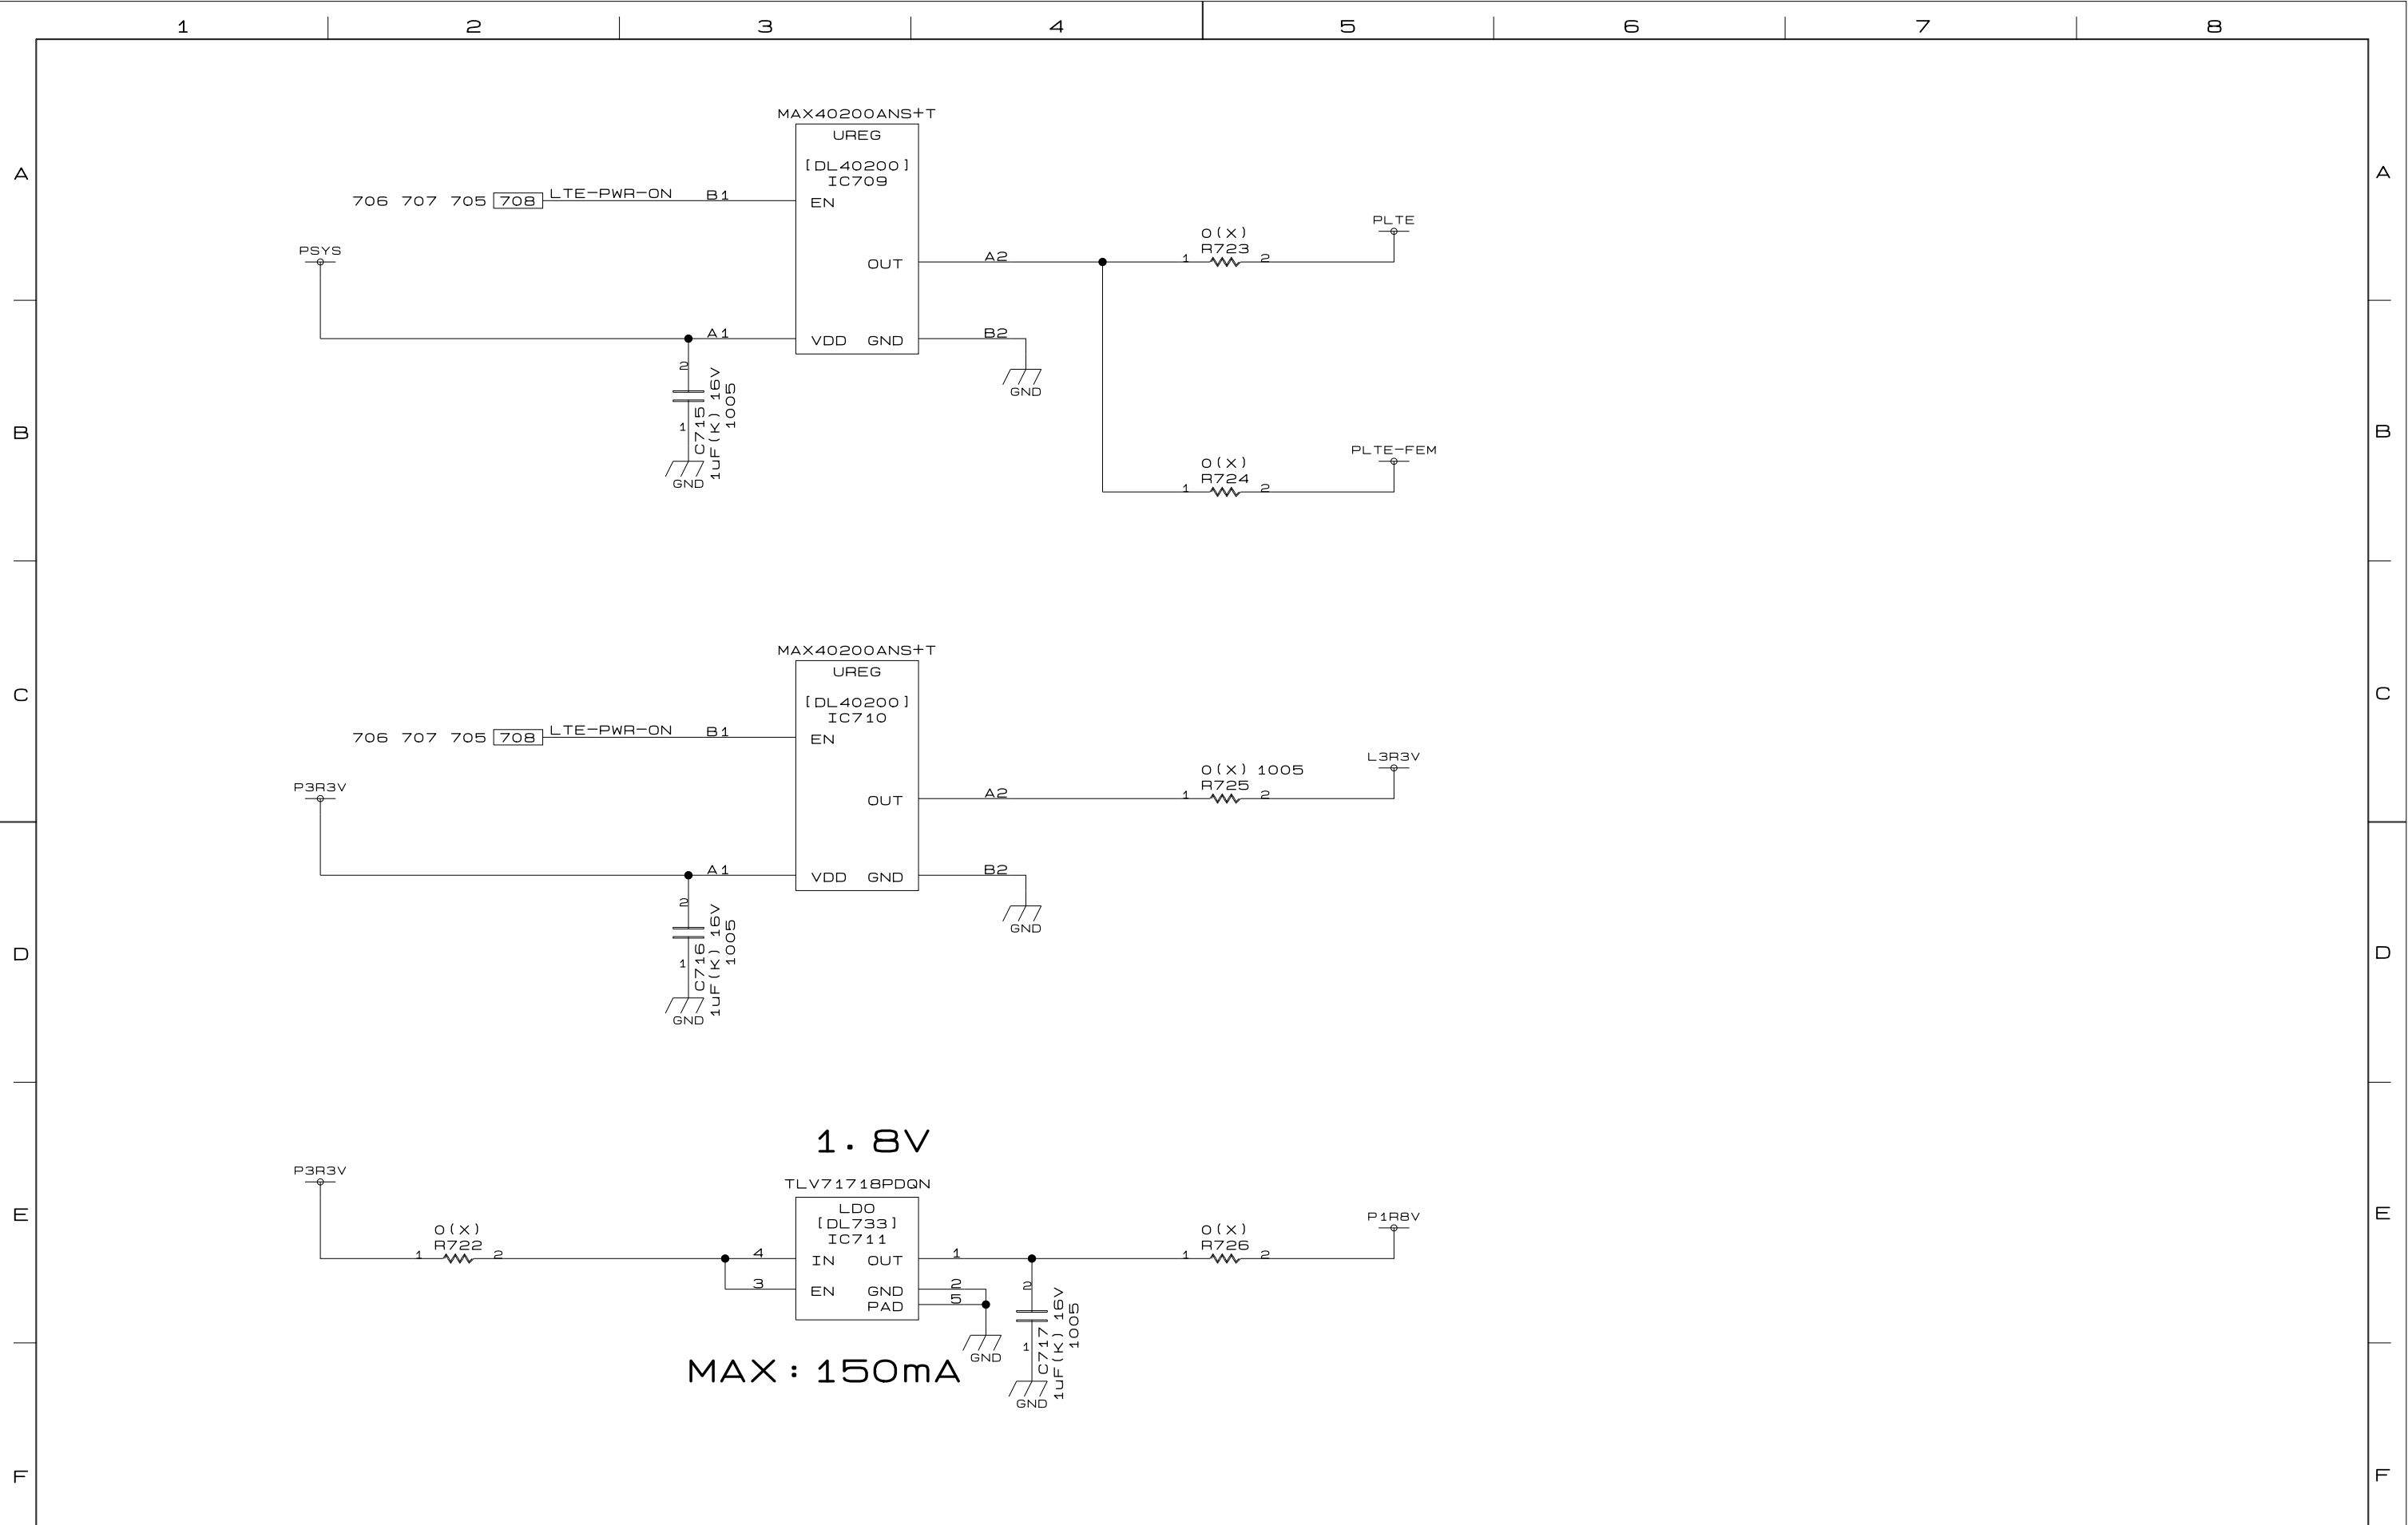 1 2 3 4 5 6 7 8
A A
MAX40200ANS+T
UREG
[DL40200]
IC709
706 707 705 708 LTE-PWR-ON B1
EN
PSYS
OUT
A2
O(X)
R723
1 2
PLTE
A1
VDD GND
B2
GND
2
1
C715
1uF(K) 16V
1005
GND
B B
O(X)
R724
1 2
PLTE-FEM
MAX40200ANS+T
UREG
C C
[DL40200]
IC710
706 707 705 708 LTE-PWR-ON B1
EN
P3R3V
OUT
A2
O(X) 1005
R725
1 2
L3R3V
A1
VDD GND
B2
GND
2
1
C716
1uF(K) 16V
1005
GND
D D
1.8V
P3R3V
TLV71718PDQN
LDO
[DL733]
IC711
E E
O(X)
R722
1 2
4
IN OUT
1
3
EN GND
2
PAD
5
GND
O(X)
R726
1 2
P1R8V
2
1
C717
1uF(K) 16V
1005
GND
MAX:150mA
F F